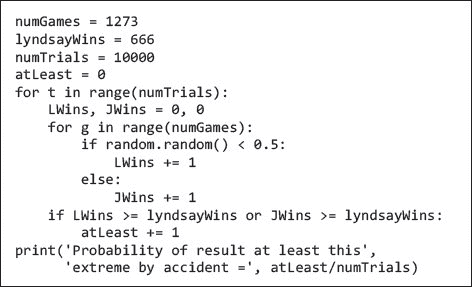 numGames = 1273
lyndsayWins = 666
numTrials = 10000
atLeast = 0
for t in range(numTrials):
    LWins, JWins = 0, 0
    for g in range(numGames):
        if random.random() < 0.5:
            LWins += 1
        else:
            JWins += 1
    if LWins >= lyndsayWins or JWins >= lyndsayWins:
        atLeast += 1
print('Probability of result at least this',
      'extreme by accident =', atLeast/numTrials)